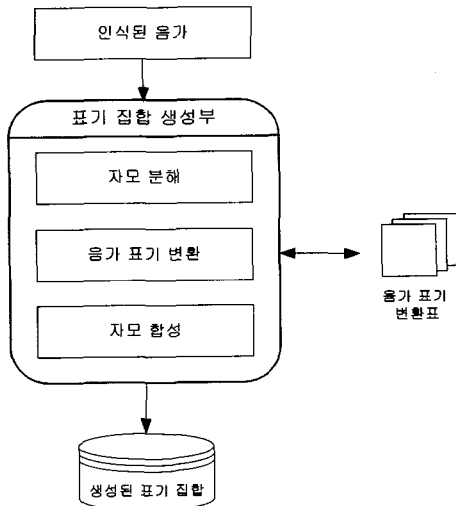 인식된 음가
표기 집합 생성부
자모 분해
음가 표기 변환
자모 합성
음가 표기
변환표
생성된 표기 집합